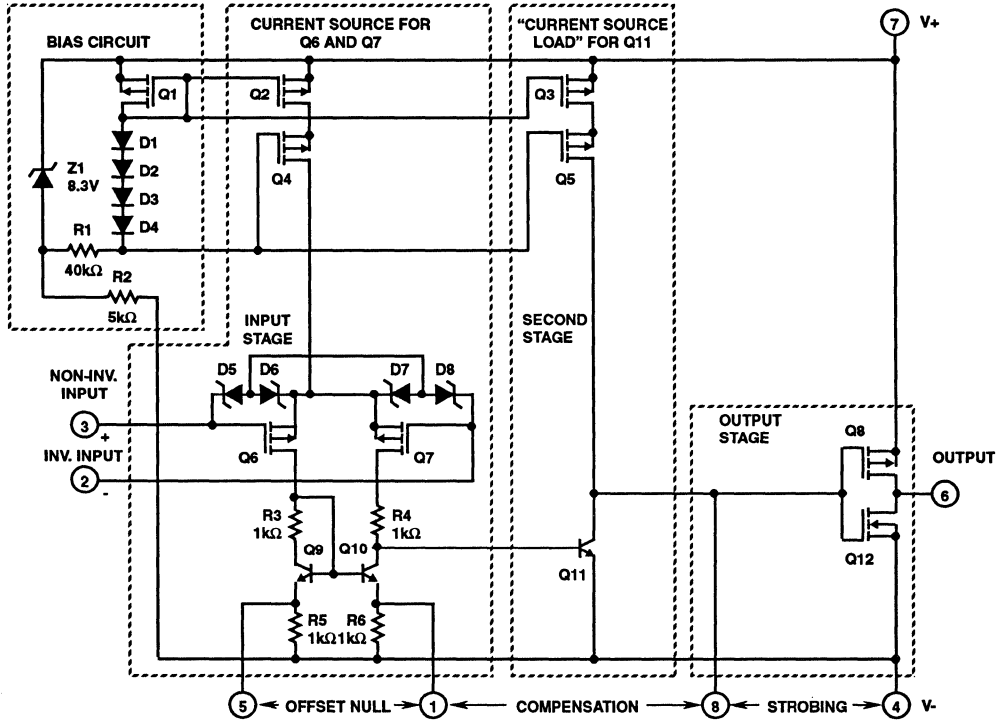 BIAS CIRCUIT
CURRENT SOURCE FOR
Q6 AND Q7
“CURRENT SOURCE
LOAD” FOR Q11
7
V+
Q1
Q2
Q3
D1
D2
D3
D4
Z1
8.3V
Q4
Q5
R1
40kΩ
R2
5kΩ
INPUT
STAGE
SECOND
STAGE
D5
D6
D7
D8
NON-INV.
INPUT
3
+
INV. INPUT
2
-
Q6
Q7
OUTPUT
STAGE
Q8
OUTPUT
6
Q12
R3
1kΩ
R4
1kΩ
Q9
Q10
Q11
R5
1kΩ
R6
1kΩ
5
OFFSET NULL
1
COMPENSATION
8
STROBING
4
V-